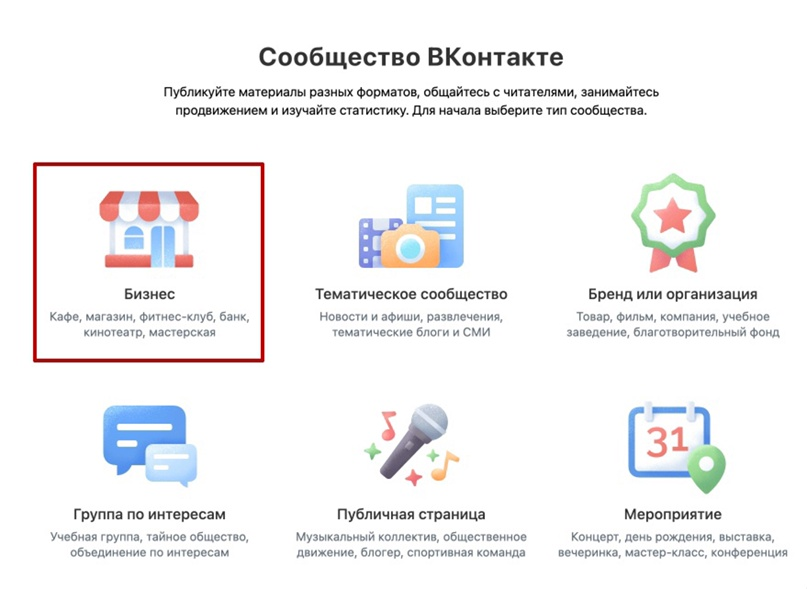 Сообщество ВКонтакте
Публикуйте материалы разных форматов, общайтесь с читателями, занимайтесь
продвижением и изучайте статистику. Для начала выберите тип сообщества.
Бизнес
Кафе, магазин, фитнес-клуб, банк,
кинотеатр, мастерская
Тематическое сообщество
Новости и афиши, развлечения,
тематические блоги и СМИ
Бренд или организация
Товар, фильм, компания, учебное
заведение, благотворительный фонд
31
Группа по интересам
Учебная группа, тайное общество,
объединение по интересам
Публичная страница
Музыкальный коллектив, общественное
движение, блогер, спортивная команда
Мероприятие
Концерт, день рождения, выставка,
вечеринка, мастер-класс, конференция